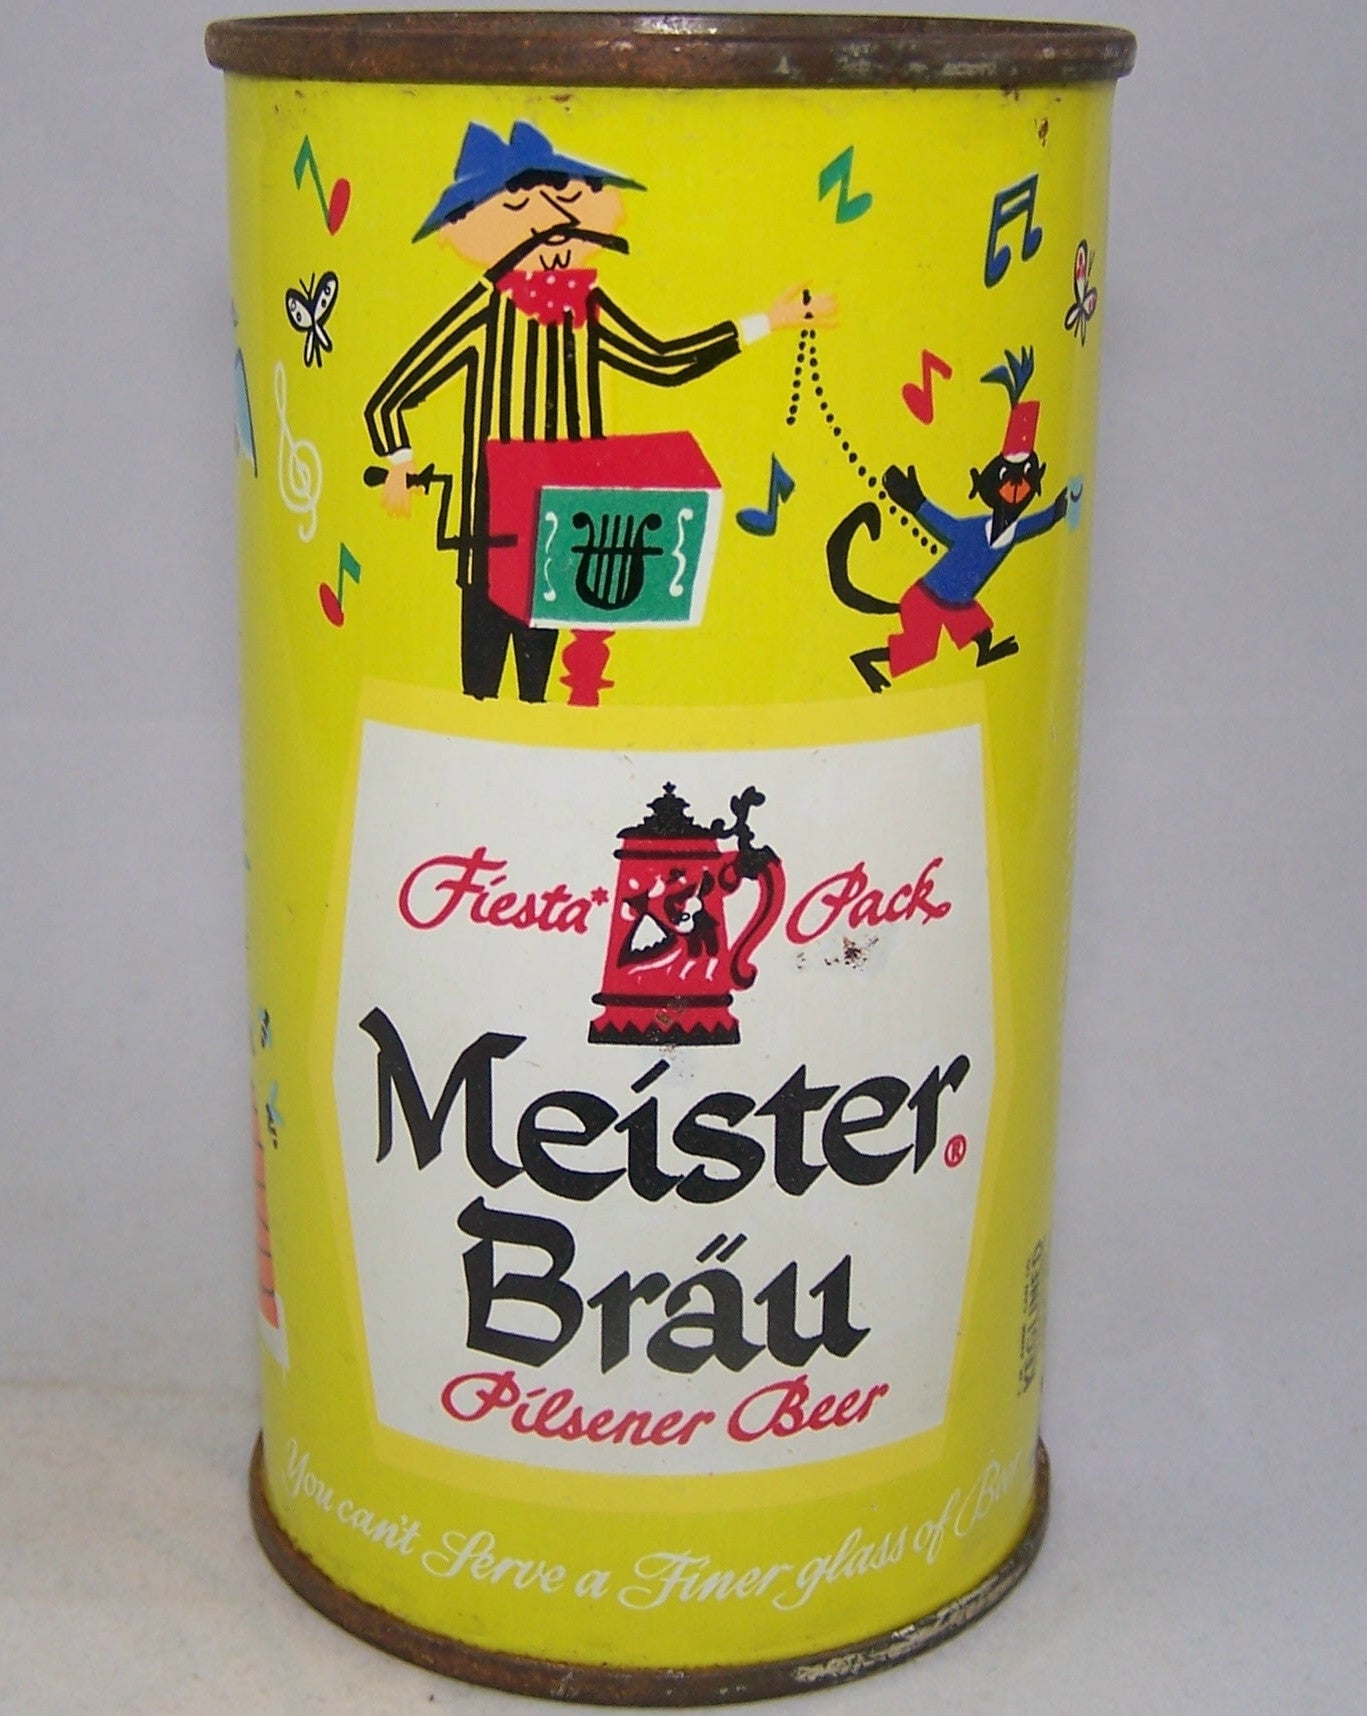 Fiesta* Pack
Meister®
Bräu
Pilsener Beer
You can't Serve a Finer glass of Beer